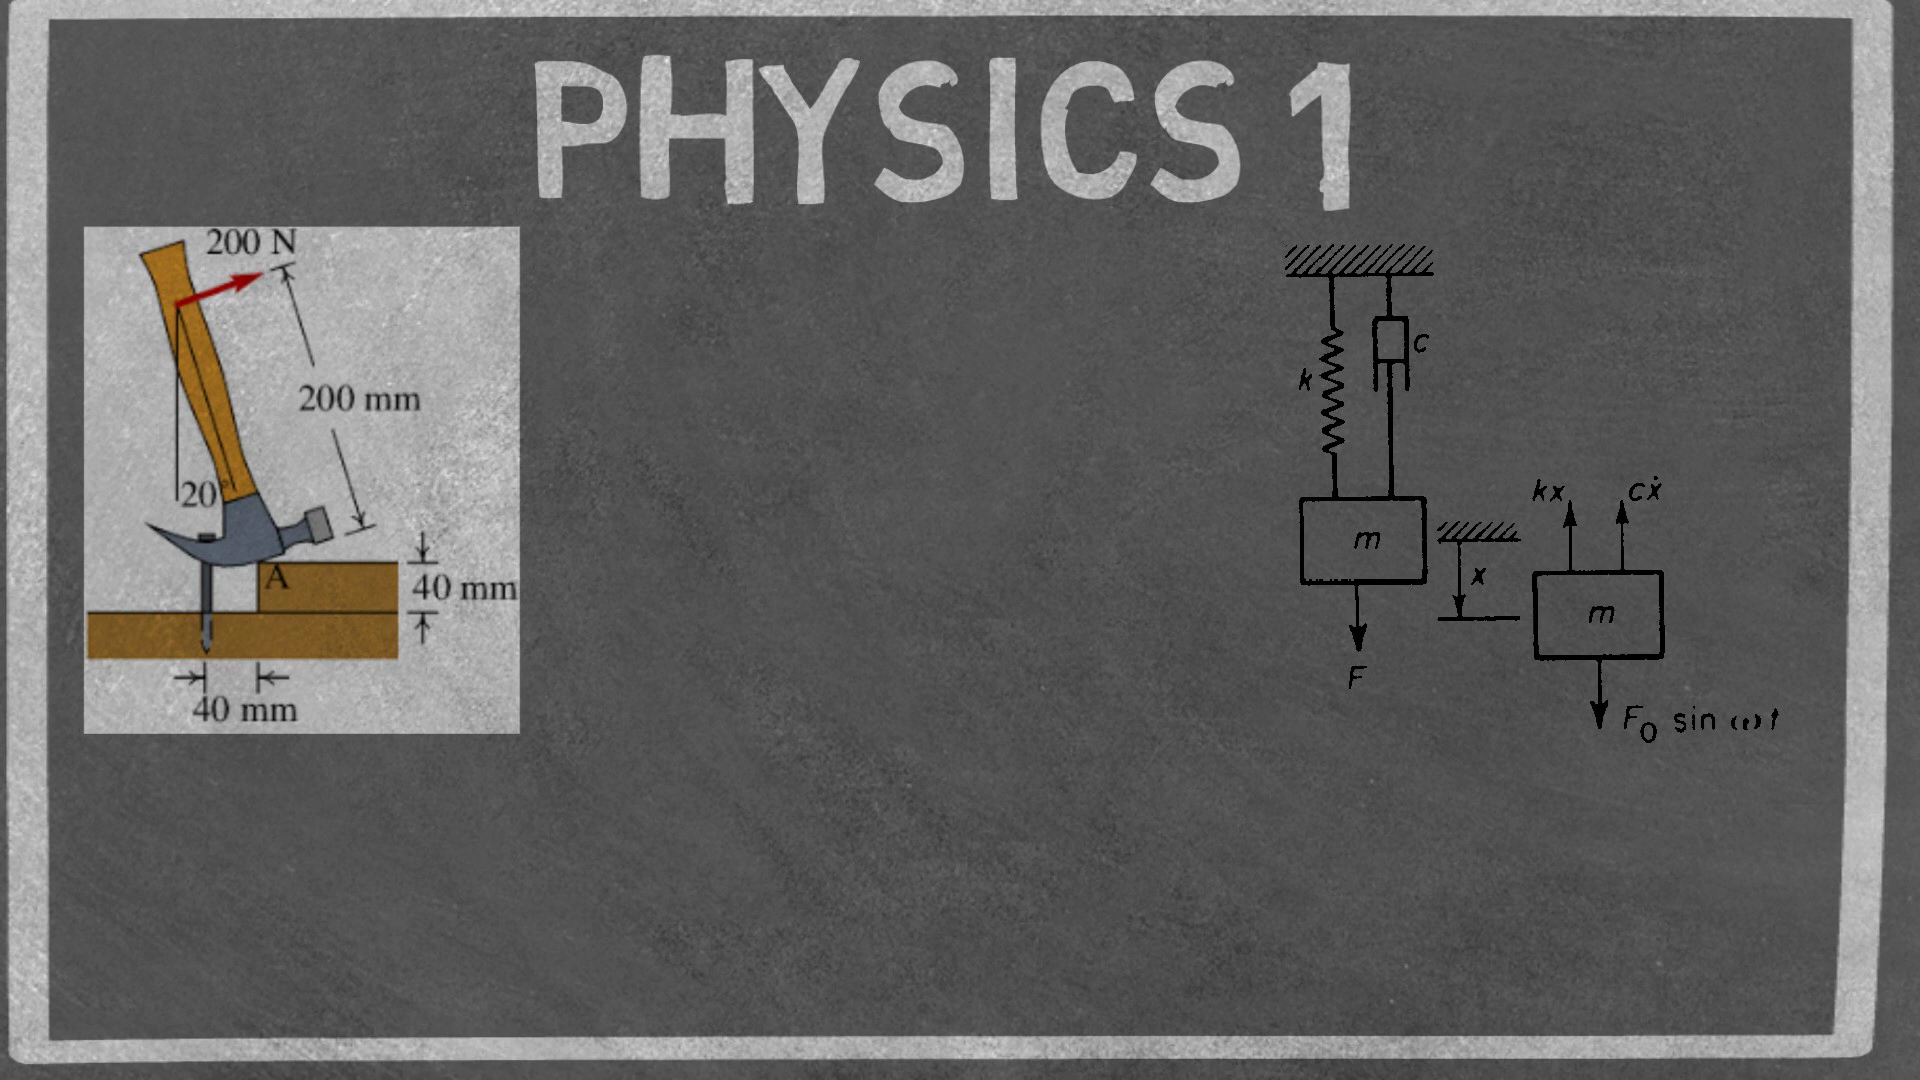 PHYSICS 1
200 N
200 mm
20°
A
40 mm
40 mm
k
c
m
F
x
kx
cẋ
m
F₀ sin ωt